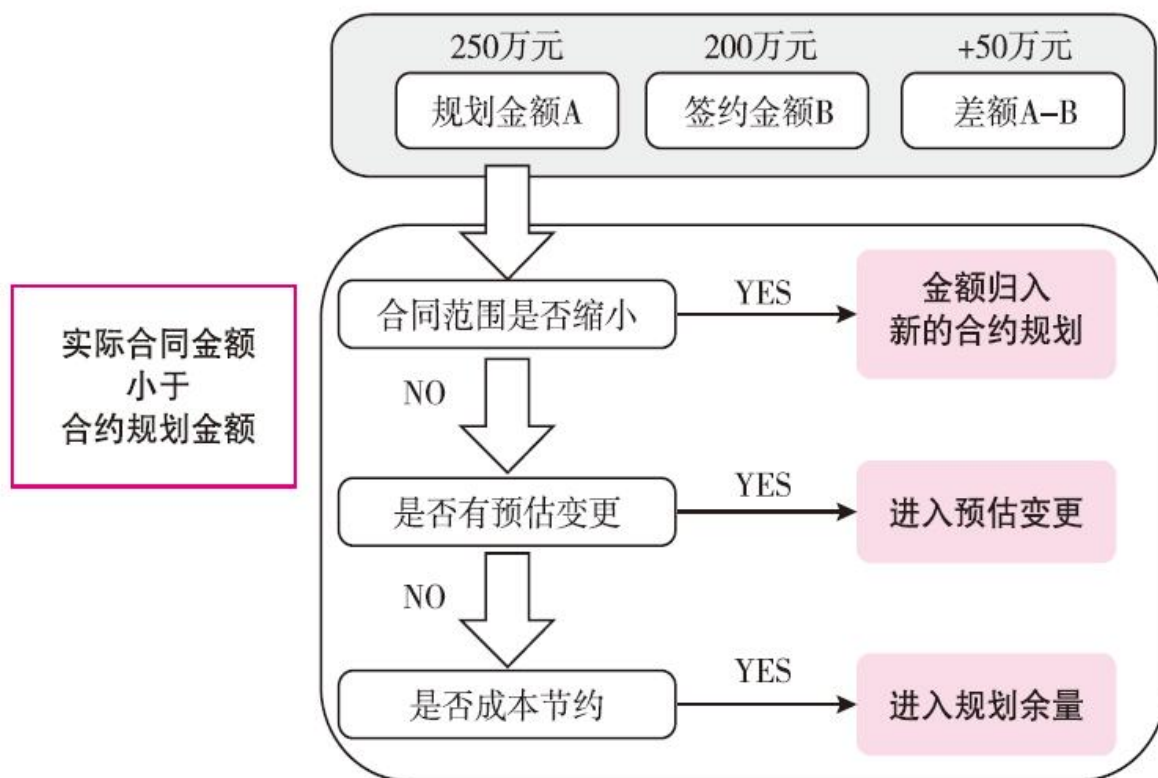 250万元
200万元
+50万元
规划金额A
签约金额B
差额A–B
实际合同金额
小于
合约规划金额
合同范围是否缩小
YES
金额归入
新的合约规划
NO
是否有预估变更
YES
进入预估变更
NO
是否成本节约
YES
进入规划余量